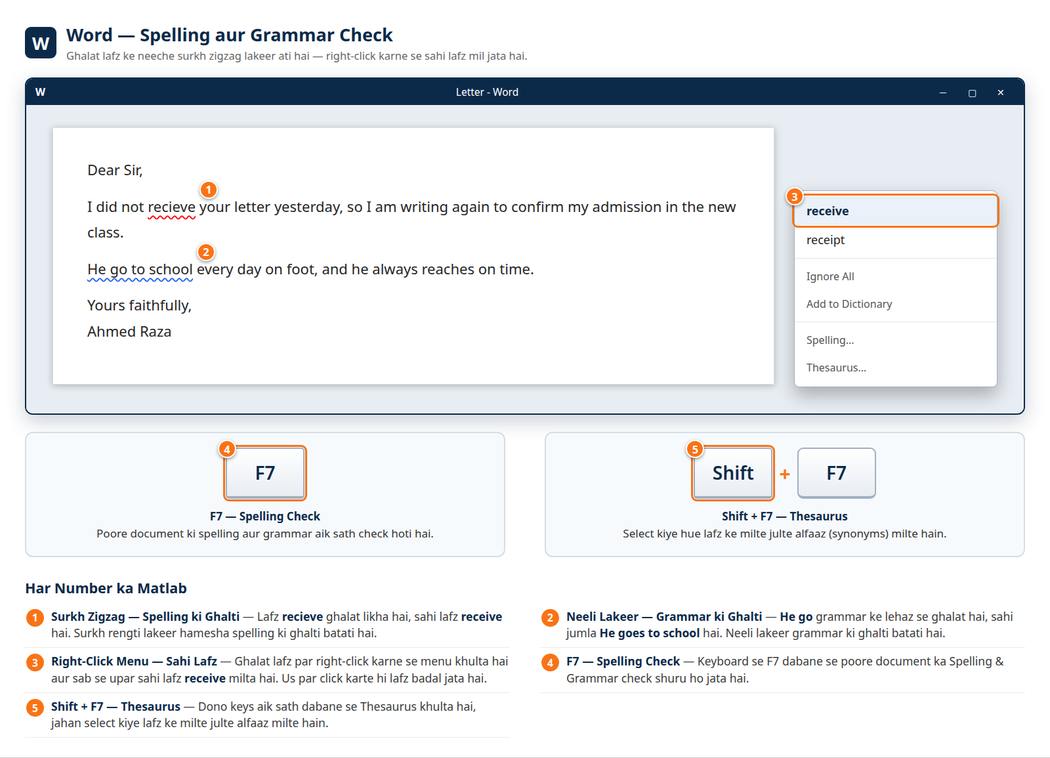 W
Word — Spelling aur Grammar Check
Ghalat lafz ke neeche surkh zigzag lakeer ati hai — right-click karne se sahi lafz mil jata hai.
W
Letter - Word
Dear Sir,
1
I did not recieve your letter yesterday, so I am writing again to confirm my admission in the new
class.
2
He go to school every day on foot, and he always reaches on time.
Yours faithfully,
Ahmed Raza
3
receive
receipt
Ignore All
Add to Dictionary
Spelling...
Thesaurus...
4
F7
F7 — Spelling Check
Poore document ki spelling aur grammar aik sath check hoti hai.
5
Shift + F7
Shift + F7 — Thesaurus
Select kiye hue lafz ke milte julte alfaaz (synonyms) milte hain.
Har Number ka Matlab
1 Surkh Zigzag — Spelling ki Ghalti — Lafz recieve ghalat likha hai, sahi lafz receive
hai. Surkh rengti lakeer hamesha spelling ki ghalti batati hai.
2 Neeli Lakeer — Grammar ki Ghalti — He go grammar ke lehaz se ghalat hai, sahi
jumla He goes to school hai. Neeli lakeer grammar ki ghalti batati hai.
3 Right-Click Menu — Sahi Lafz — Ghalat lafz par right-click karne se menu khulta hai
aur sab se upar sahi lafz receive milta hai. Us par click karte hi lafz badal jata hai.
4 F7 — Spelling Check — Keyboard se F7 dabane se poore document ka Spelling &
Grammar check shuru ho jata hai.
5 Shift + F7 — Thesaurus — Dono keys aik sath dabane se Thesaurus khulta hai,
jahan select kiye lafz ke milte julte alfaaz milte hain.